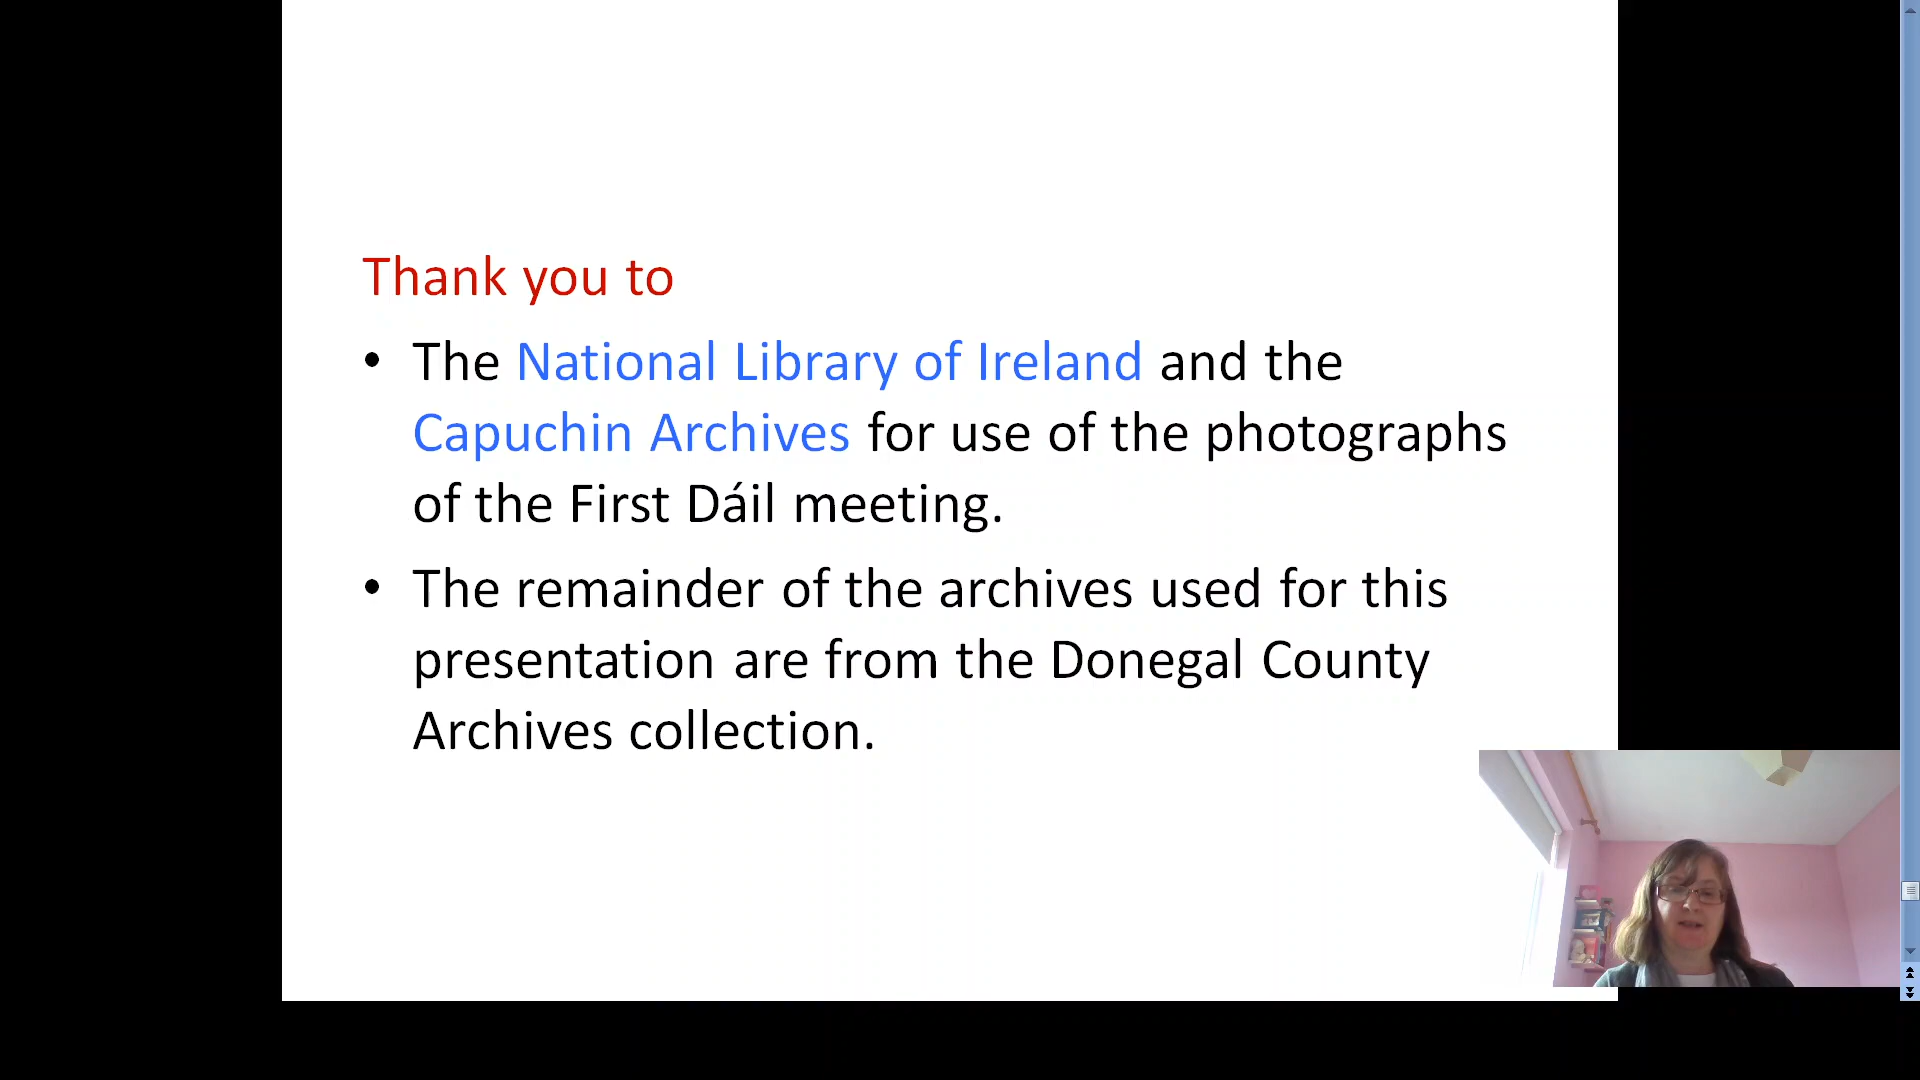 Thank you to
• The National Library of Ireland and the
Capuchin Archives for use of the photographs
of the First Dáil meeting.
• The remainder of the archives used for this
presentation are from the Donegal County
Archives collection.